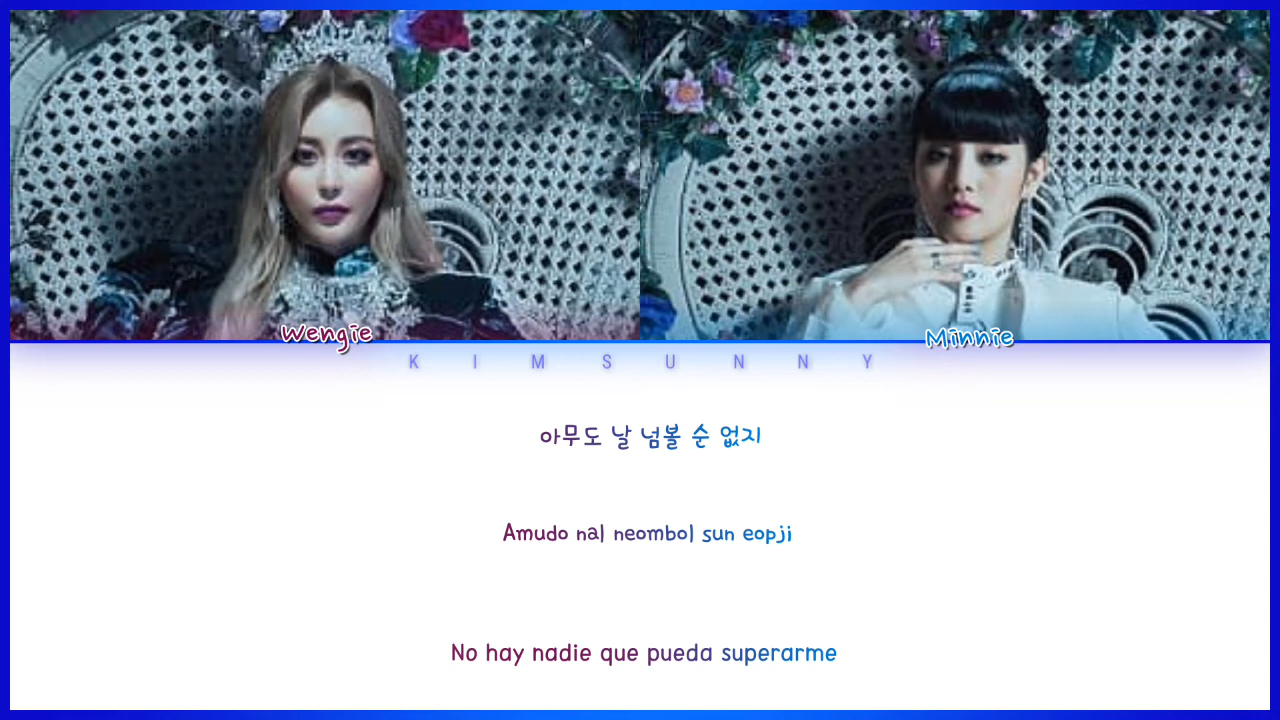 Wengie
Minnie
K I M S U N N Y
아무도 날 넘볼 순 없지
Amudo nal neombol sun eopji
No hay nadie que pueda superarme